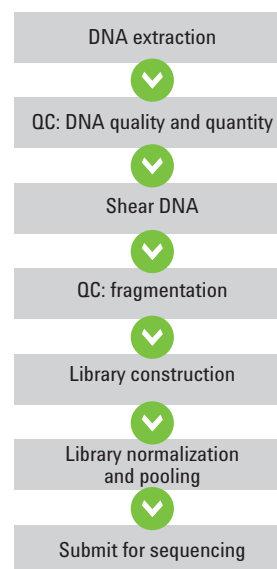 DNA extraction
QC: DNA quality and quantity
Shear DNA
QC: fragmentation
Library construction
Library normalization
and pooling
Submit for sequencing